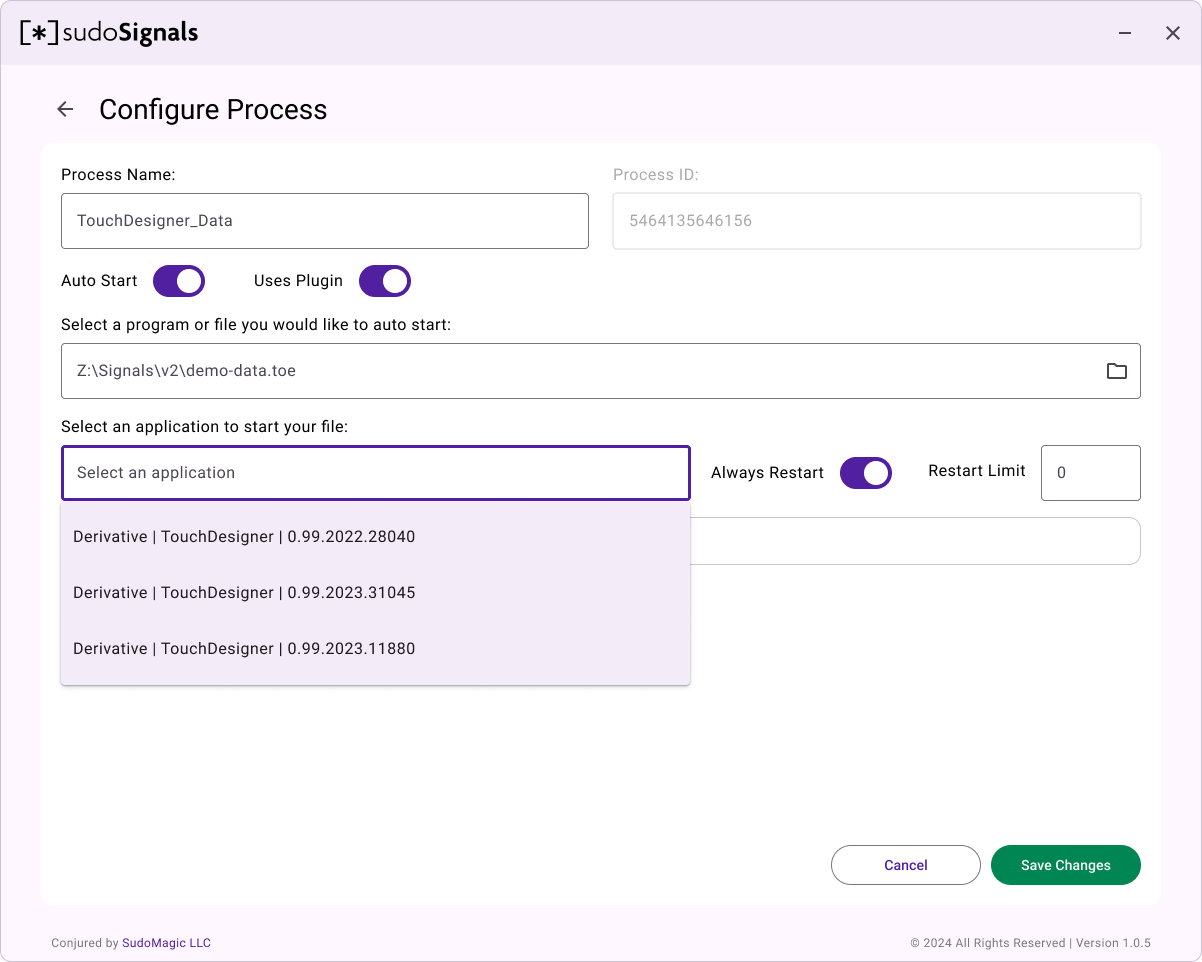 [*]sudoSignals
Configure Process
Process Name:
Process ID:
TouchDesigner_Data
5464135646156
Auto Start
Uses Plugin
Select a program or file you would like to auto start:
Z:\Signals\v2\demo-data.toe
Select an application to start your file:
Select an application
Always Restart
Restart Limit
0
Derivative | TouchDesigner | 0.99.2022.28040
Derivative | TouchDesigner | 0.99.2023.31045
Derivative | TouchDesigner | 0.99.2023.11880
Cancel
Save Changes
Conjured by SudoMagic LLC
© 2024 All Rights Reserved | Version 1.0.5